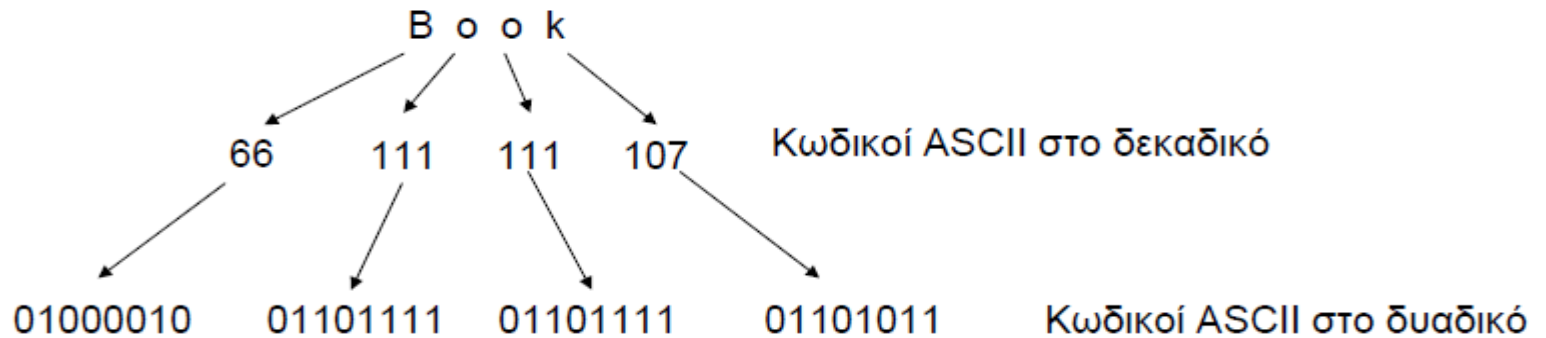 B o o k
66 111 111 107 Κωδικοί ASCII στο δεκαδικό
01000010 01101111 01101111 01101011 Κωδικοί ASCII στο δυαδικό